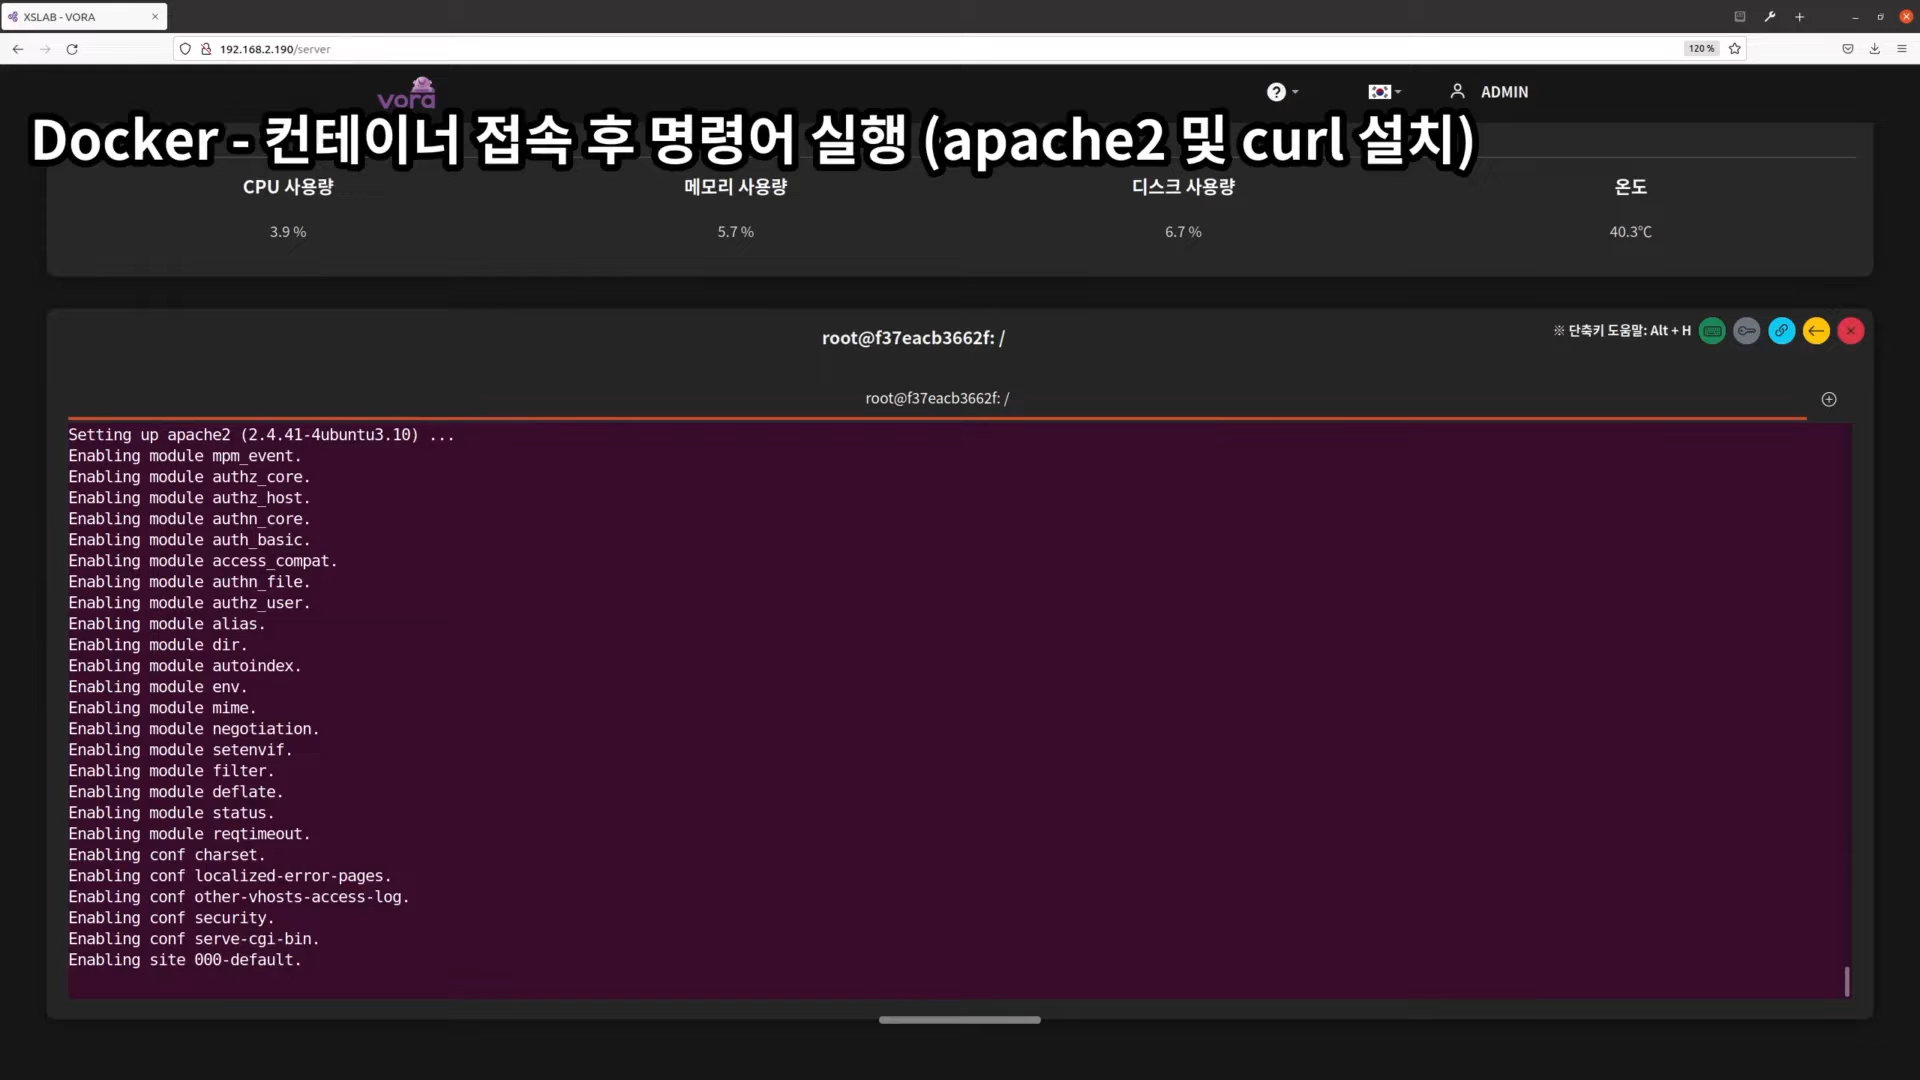 XSLAB - VORA
192.168.2.190/server
120 %
vora
ADMIN
Docker - 컨테이너 접속 후 명령어 실행 (apache2 및 curl 설치)
CPU 사용량
메모리 사용량
디스크 사용량
온도
3.9 %
5.7 %
6.7 %
40.3℃
root@f37eacb3662f: /
※ 단축키 도움말: Alt + H
root@f37eacb3662f: /
Setting up apache2 (2.4.41-4ubuntu3.10) ...
Enabling module mpm_event.
Enabling module authz_core.
Enabling module authz_host.
Enabling module authn_core.
Enabling module auth_basic.
Enabling module access_compat.
Enabling module authn_file.
Enabling module authz_user.
Enabling module alias.
Enabling module dir.
Enabling module autoindex.
Enabling module env.
Enabling module mime.
Enabling module negotiation.
Enabling module setenvif.
Enabling module filter.
Enabling module deflate.
Enabling module status.
Enabling module reqtimeout.
Enabling conf charset.
Enabling conf localized-error-pages.
Enabling conf other-vhosts-access-log.
Enabling conf security.
Enabling conf serve-cgi-bin.
Enabling site 000-default.